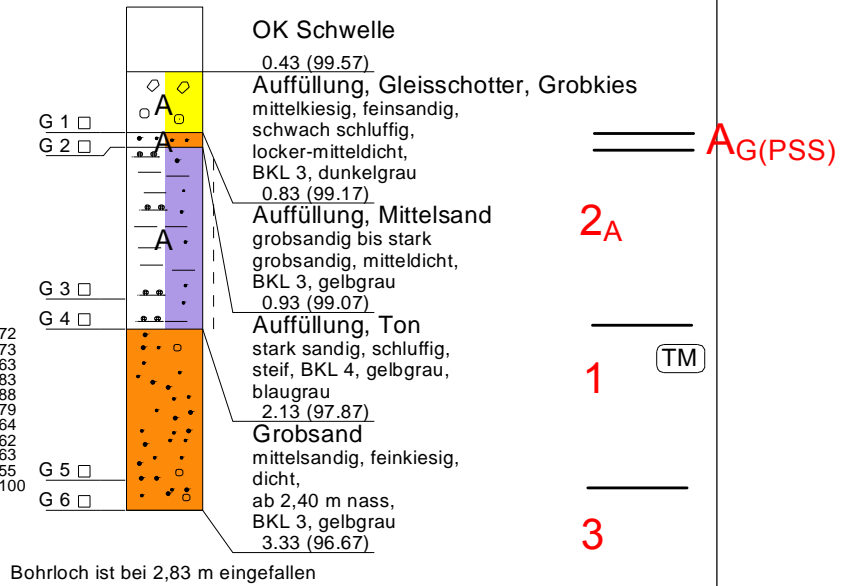 OK Schwelle
0.43 (99.57)
Auffüllung, Gleisschotter, Grobkies
mittelkiesig, feinsandig,
schwach schluffig,
locker-mitteldicht,
BKL 3, dunkelgrau
0.83 (99.17)
Auffüllung, Mittelsand
grobsandig bis stark
grobsandig, mitteldicht,
BKL 3, gelbgrau
0.93 (99.07)
Auffüllung, Ton
stark sandig, schluffig,
steif, BKL 4, gelbgrau,
blaugrau
2.13 (97.87)
Grobsand
mittelsandig, feinkiesig,
dicht,
ab 2,40 m nass,
BKL 3, gelbgrau
3.33 (96.67)
A
A
A
G 1
G 2
G 3
G 4
G 5
G 6
72
73
63
83
88
79
64
62
63
55
100
AG(PSS)
2A
1
TM
3
Bohrloch ist bei 2,83 m eingefallen